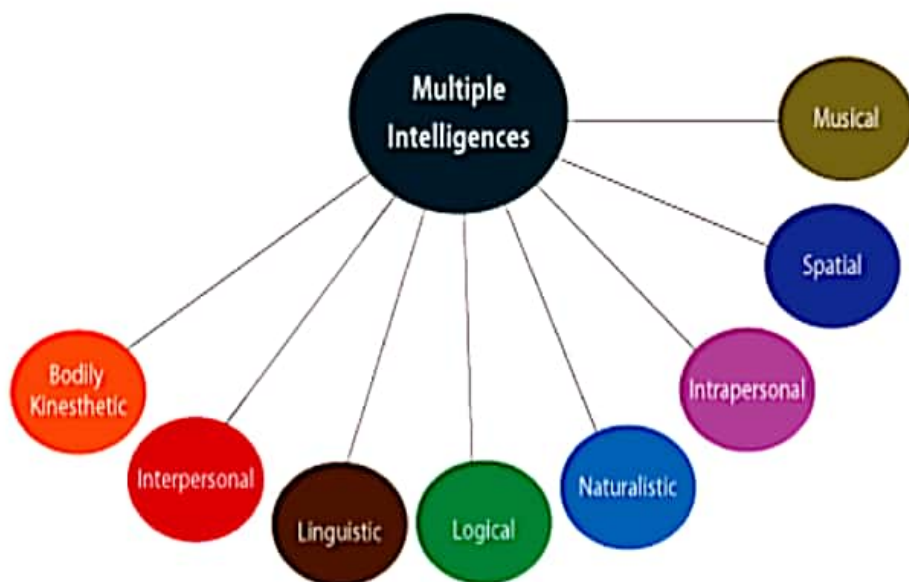 Multiple
Intelligences
Musical
Spatial
Intrapersonal
Naturalistic
Logical
Linguistic
Interpersonal
Bodily
Kinesthetic